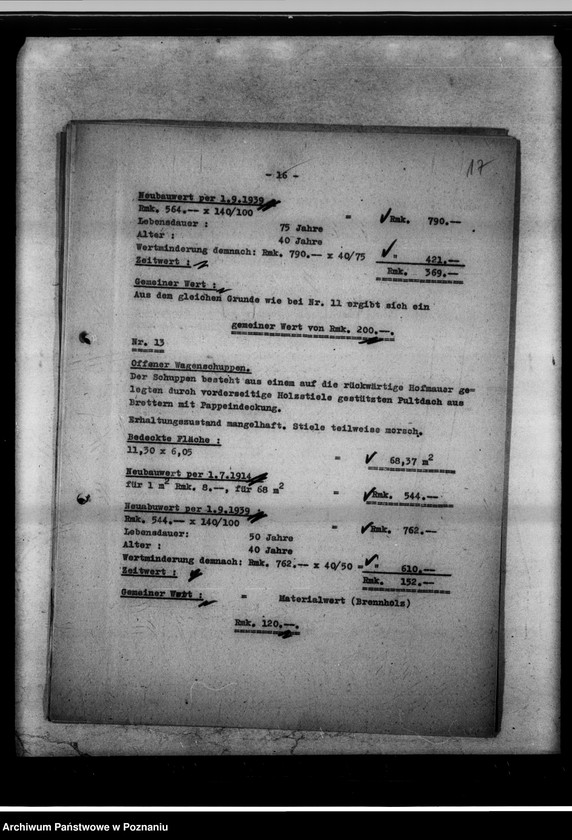 - 16 -
17
Neubauwert per 1.9.1939
Rmk. 564.-- x 140/100 = Rmk. 790.--
Lebensdauer : 75 Jahre
Alter : 40 Jahre
Wertminderung demnach: Rmk. 790.-- x 40/75 " 421.--
Zeitwert : Rmk. 369.--
Gemeiner Wert :
Aus dem gleichen Grunde wie bei Nr. 11 ergibt sich ein
gemeiner Wert von Rmk. 200.--.
Nr. 13
Offener Wagenschuppen.
Der Schuppen besteht aus einem auf die rückwärtige Hofmauer ge-
legten durch vorderseitige Holzstiele gestützten Pultdach aus
Brettern mit Pappeindeckung.
Erhaltungszustand mangelhaft. Stiele teilweise morsch.
Bedeckte Fläche :
11,30 x 6,05 = 68,37 m²
Neubauwert per 1.7.1914
für 1 m² Rmk. 8.--, für 68 m² = Rmk. 544.--
Neuabuwert per 1.9.1939
Rmk. 544.-- x 140/100 = Rmk. 762.--
Lebensdauer: 50 Jahre
Alter : 40 Jahre
Wertminderung demnach: Rmk. 762.-- x 40/50 = " 610.--
Zeitwert : Rmk. 152.--
Gemeiner Wert : = Materialwert (Brennholz)
Rmk. 120.--.
Archiwum Państwowe w Poznaniu